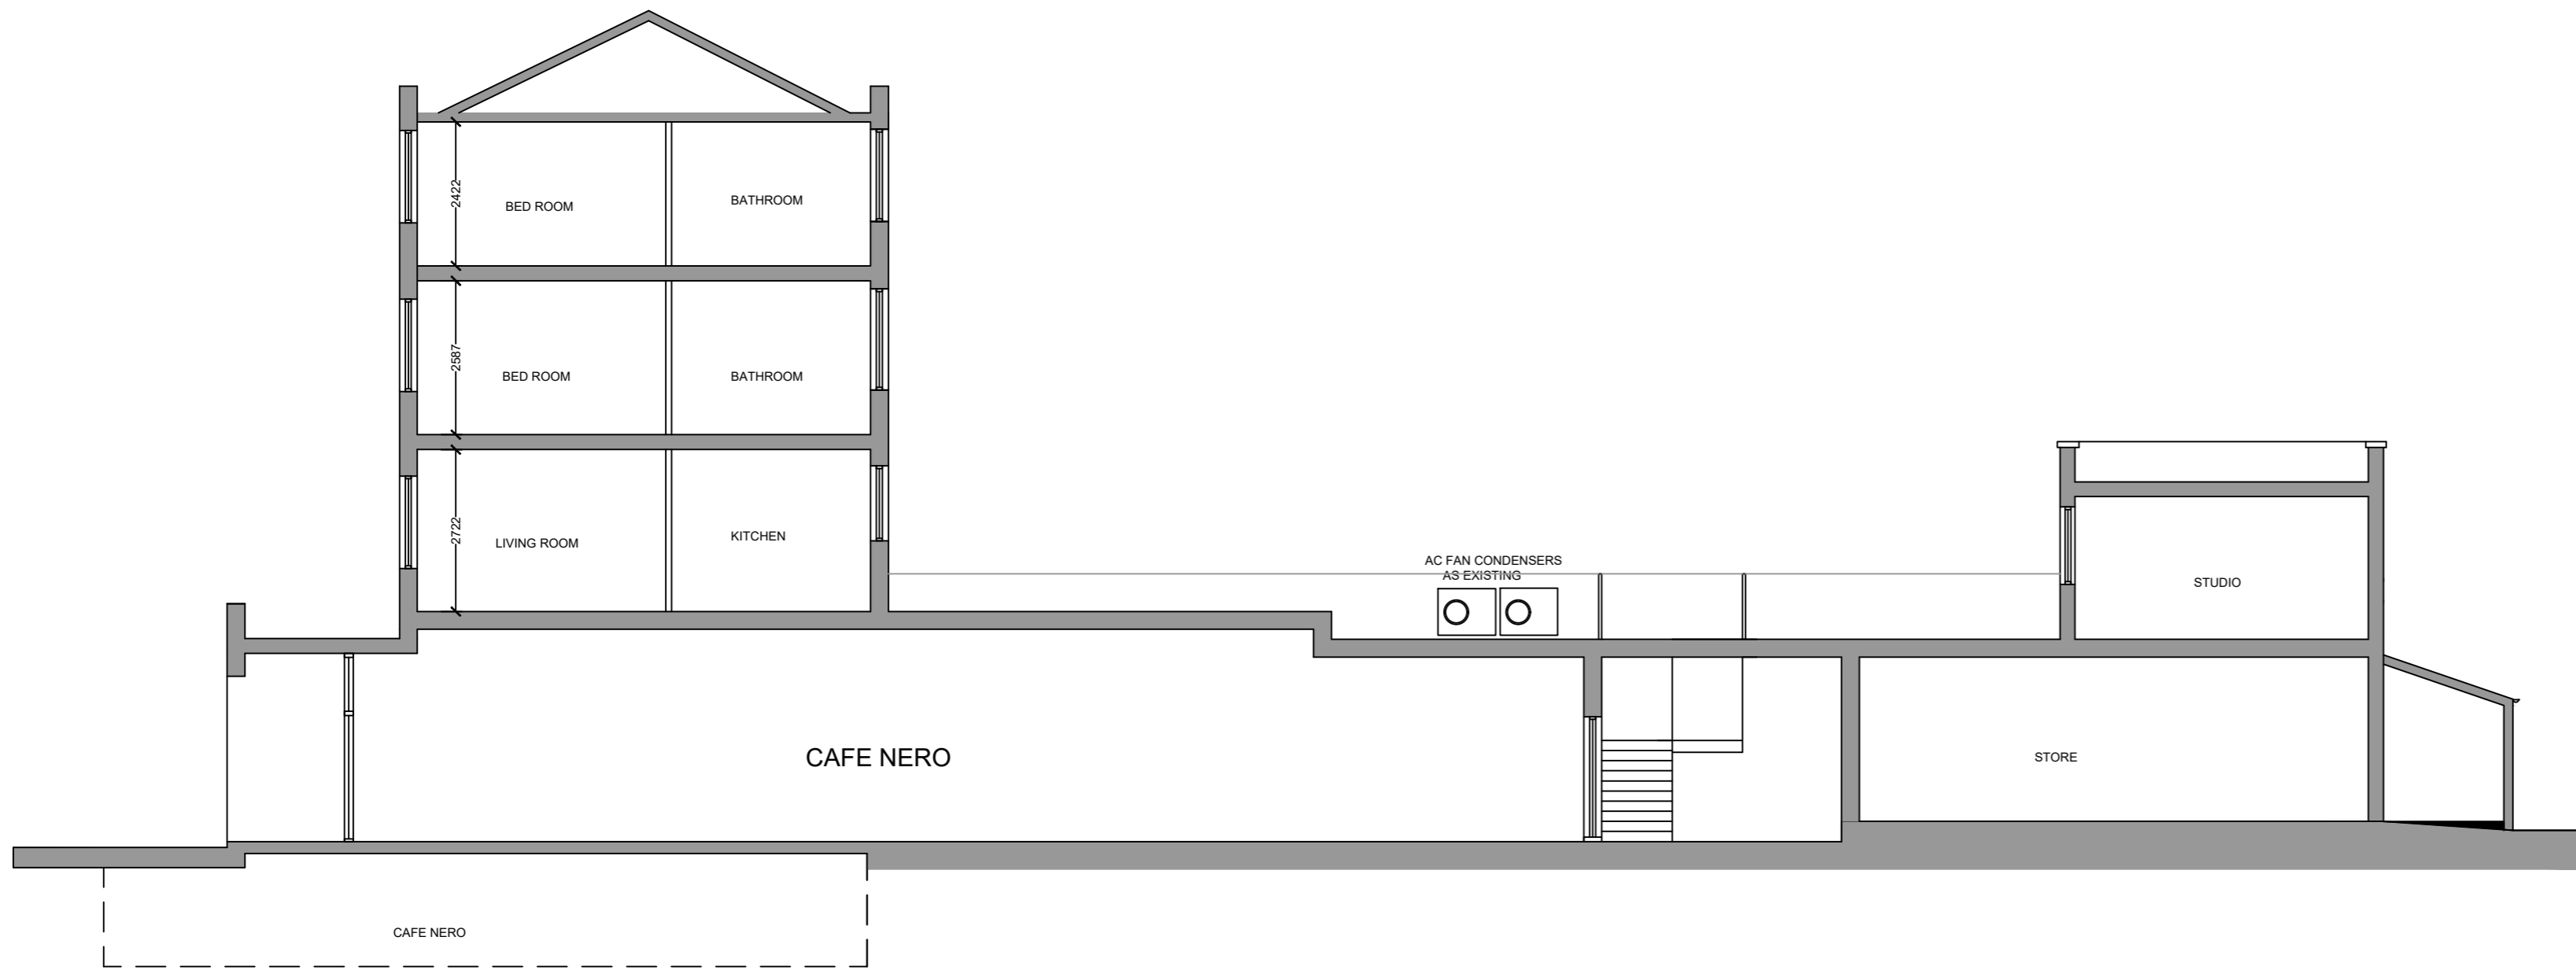 2422
BED ROOM
BATHROOM
2587
BED ROOM
BATHROOM
2722
LIVING ROOM
KITCHEN
AC FAN CONDENSERS
AS EXISTING
STUDIO
CAFE NERO
STORE
CAFE NERO